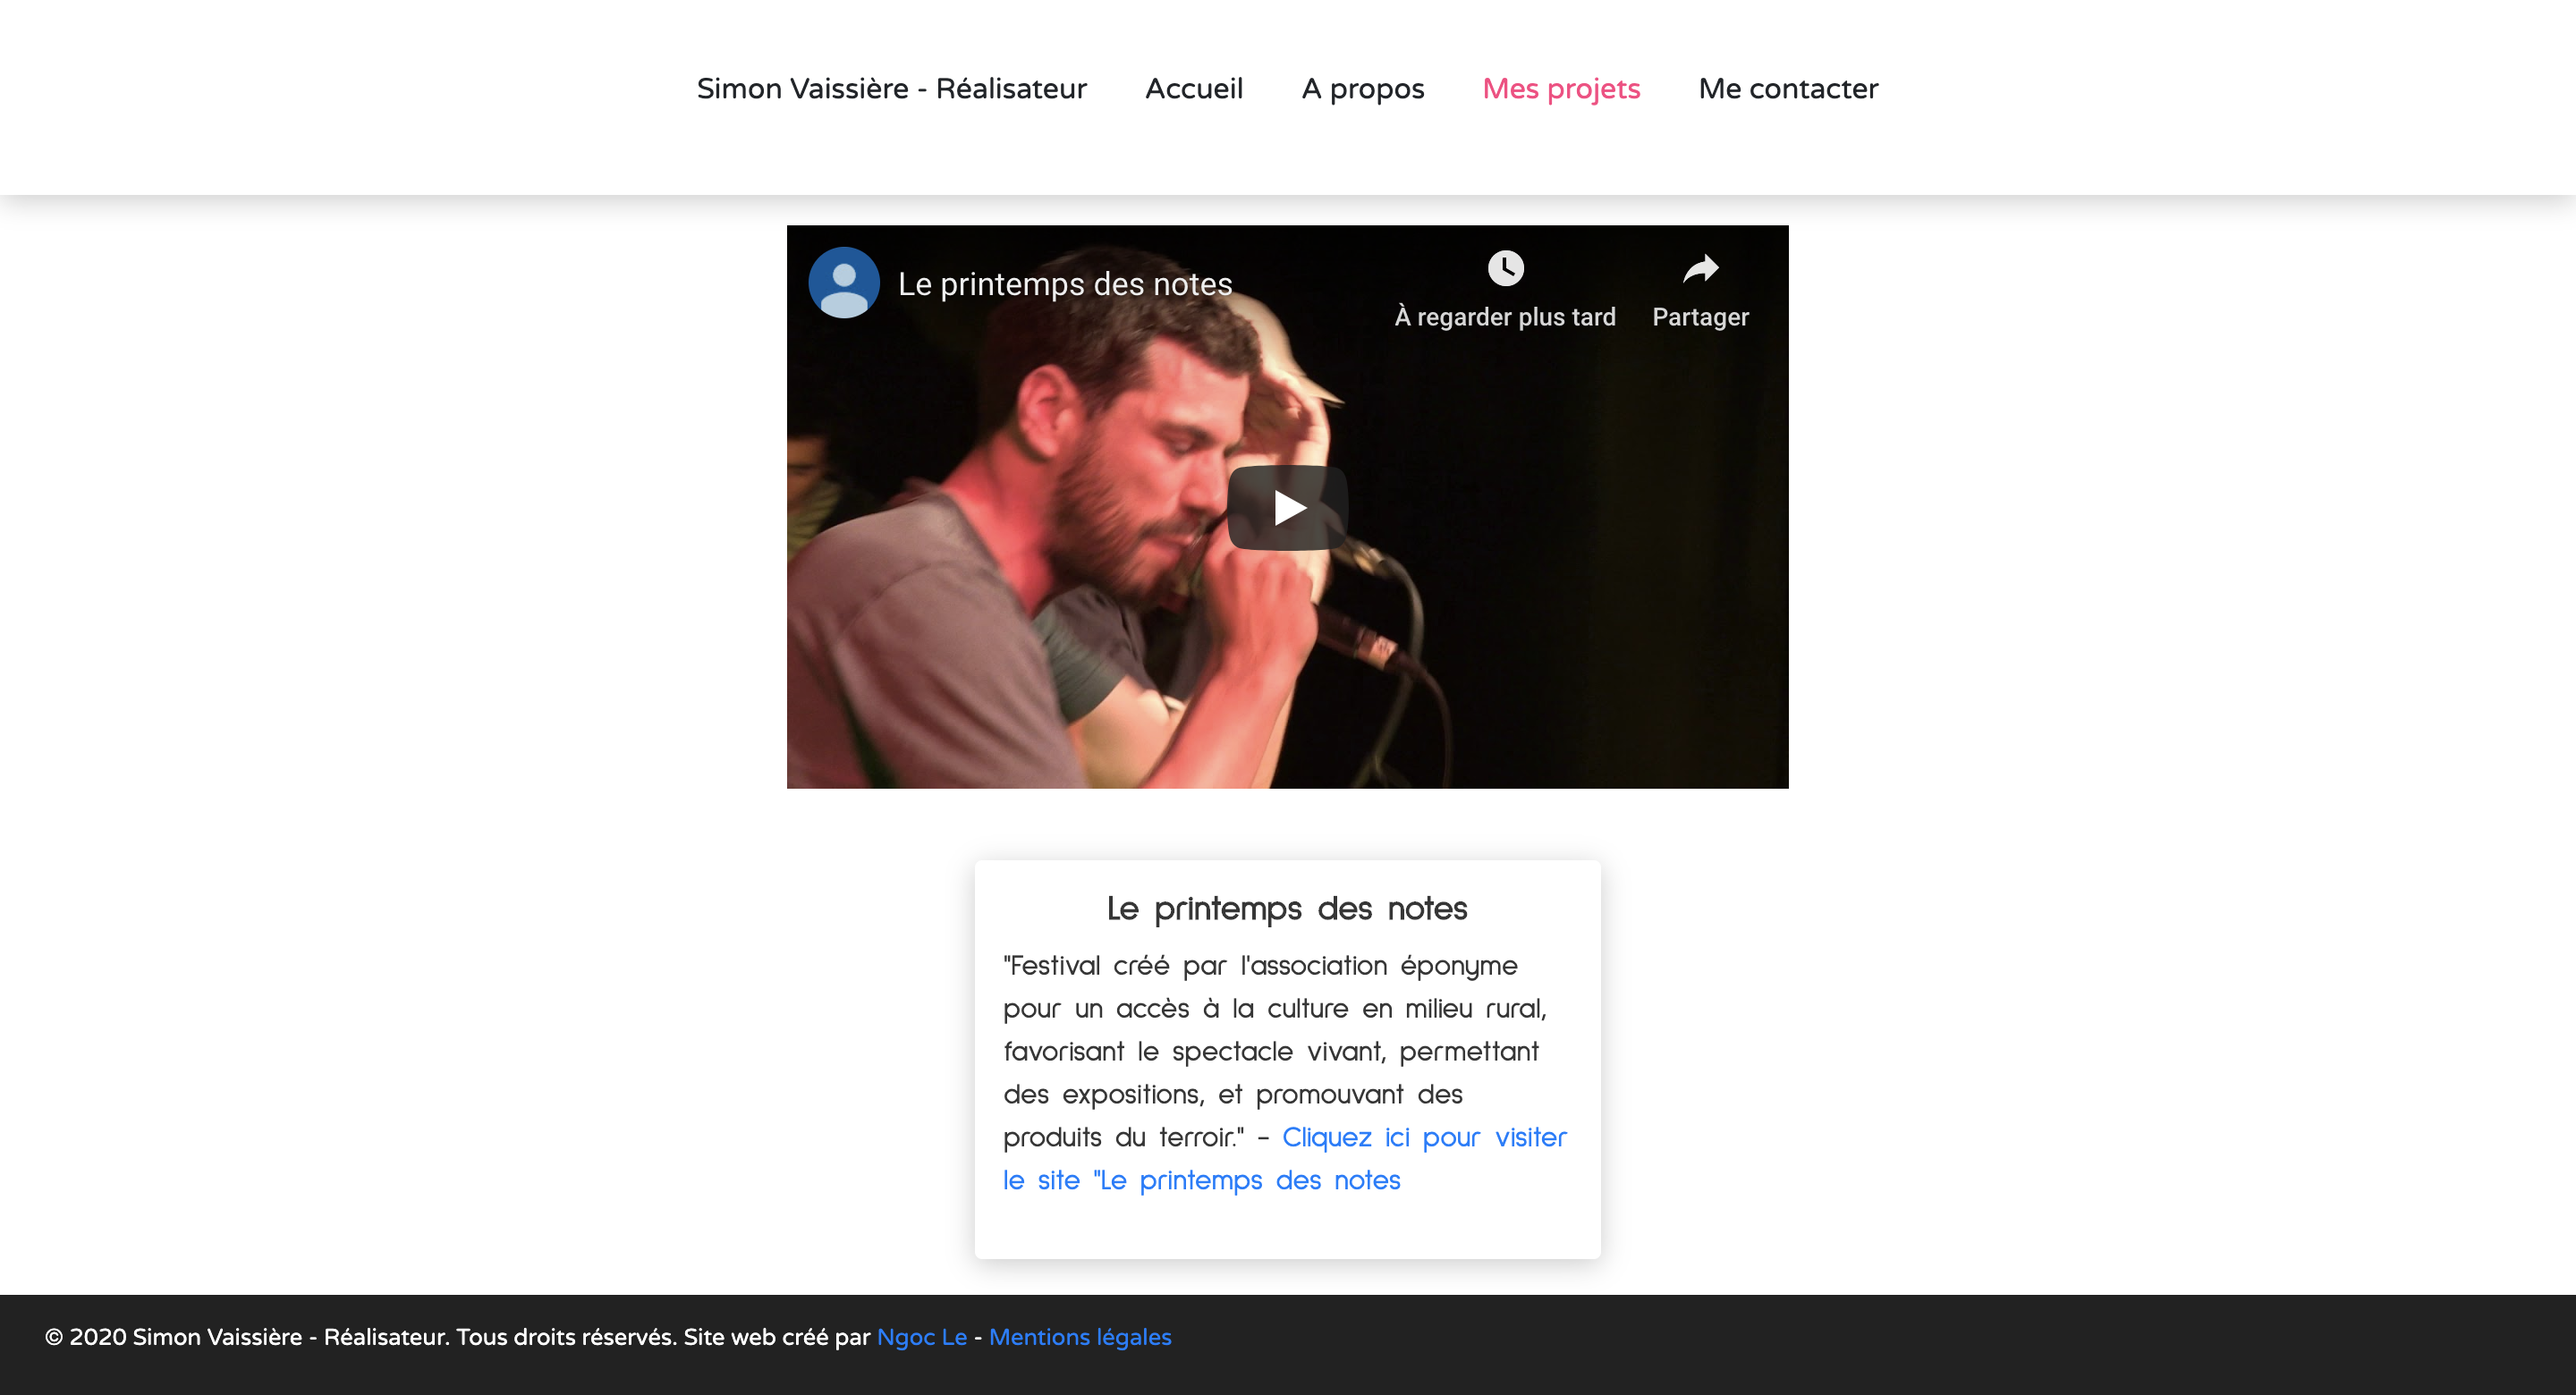 Simon Vaissière - Réalisateur Accueil A propos Mes projets Me contacter
Le printemps des notes
À regarder plus tard Partager
Le printemps des notes
"Festival créé par l'association éponyme
pour un accès à la culture en milieu rural,
favorisant le spectacle vivant, permettant
des expositions, et promouvant des
produits du terroir." - Cliquez ici pour visiter
le site "Le printemps des notes
© 2020 Simon Vaissière - Réalisateur. Tous droits réservés. Site web créé par Ngoc Le - Mentions légales